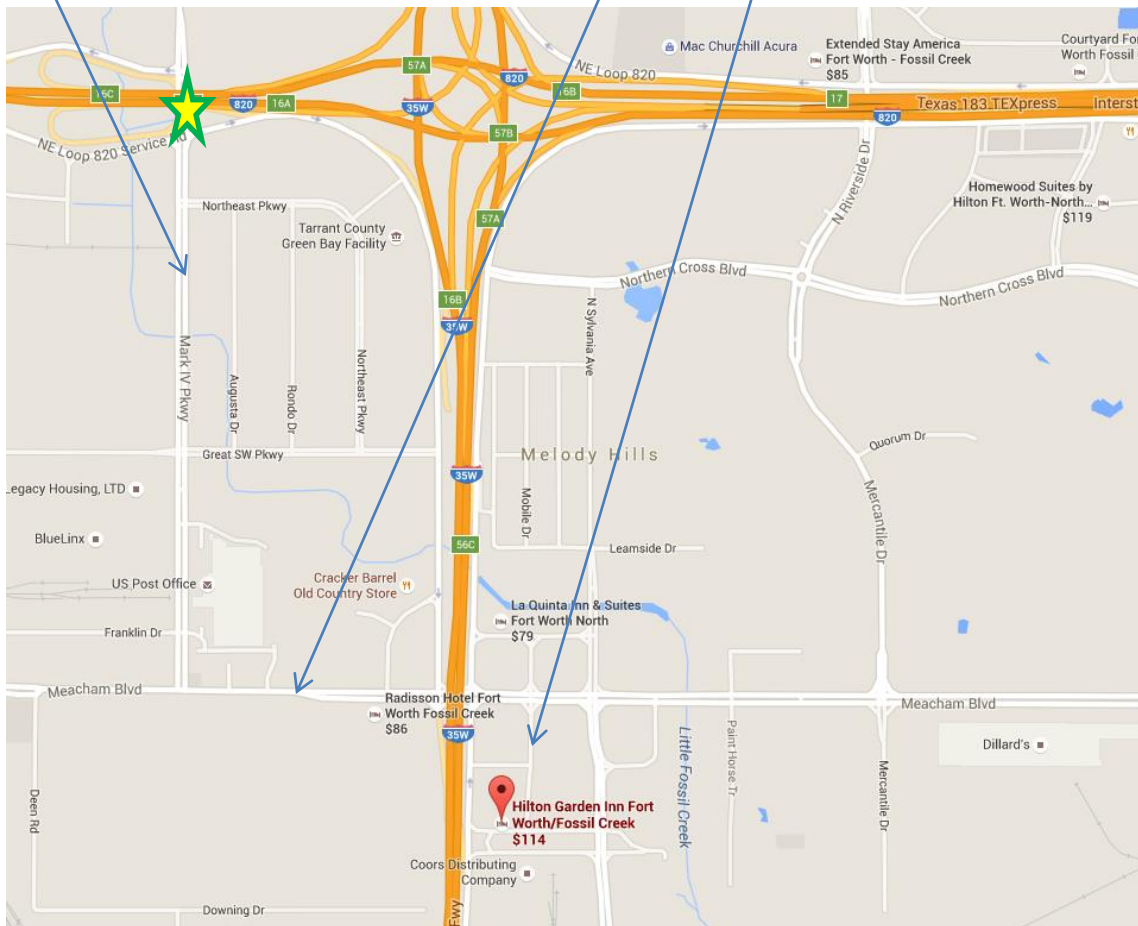 Mac Churchill Acura
Extended Stay America
Fort Worth - Fossil Creek
$85
Courtyard For
Worth Fossil
NE Loop 820
57A
820
16B
16C
820
16A
35W
17
Texas 183 TEXpress
Interst
820
57B
NE Loop 820 Service Rd
N Riverside Dr
Homewood Suites by
Hilton Ft. Worth-North...
$119
Northeast Pkwy
Tarrant County
Green Bay Facility
57A
Northern Cross Blvd
Northern Cross Blvd
16B
35W
N Sylvania Ave
Mark IV Pkwy
Augusta Dr
Rondo Dr
Northeast Pkwy
Great SW Pkwy
Melody Hills
Quorum Dr
35W
Legacy Housing, LTD
Mobile Dr
Mercantile Dr
BlueLinx
56C
Leamside Dr
US Post Office
Cracker Barrel
Old Country Store
La Quinta Inn & Suites
Fort Worth North
$79
Franklin Dr
Meacham Blvd
Radisson Hotel Fort
Worth Fossil Creek
$86
Meacham Blvd
35W
Little Fossil Creek
Paint Horse Tr
Dillard's
Deen Rd
Mercantile Dr
Hilton Garden Inn Fort
Worth/Fossil Creek
$114
Coors Distributing
Company
Downing Dr
Fwy